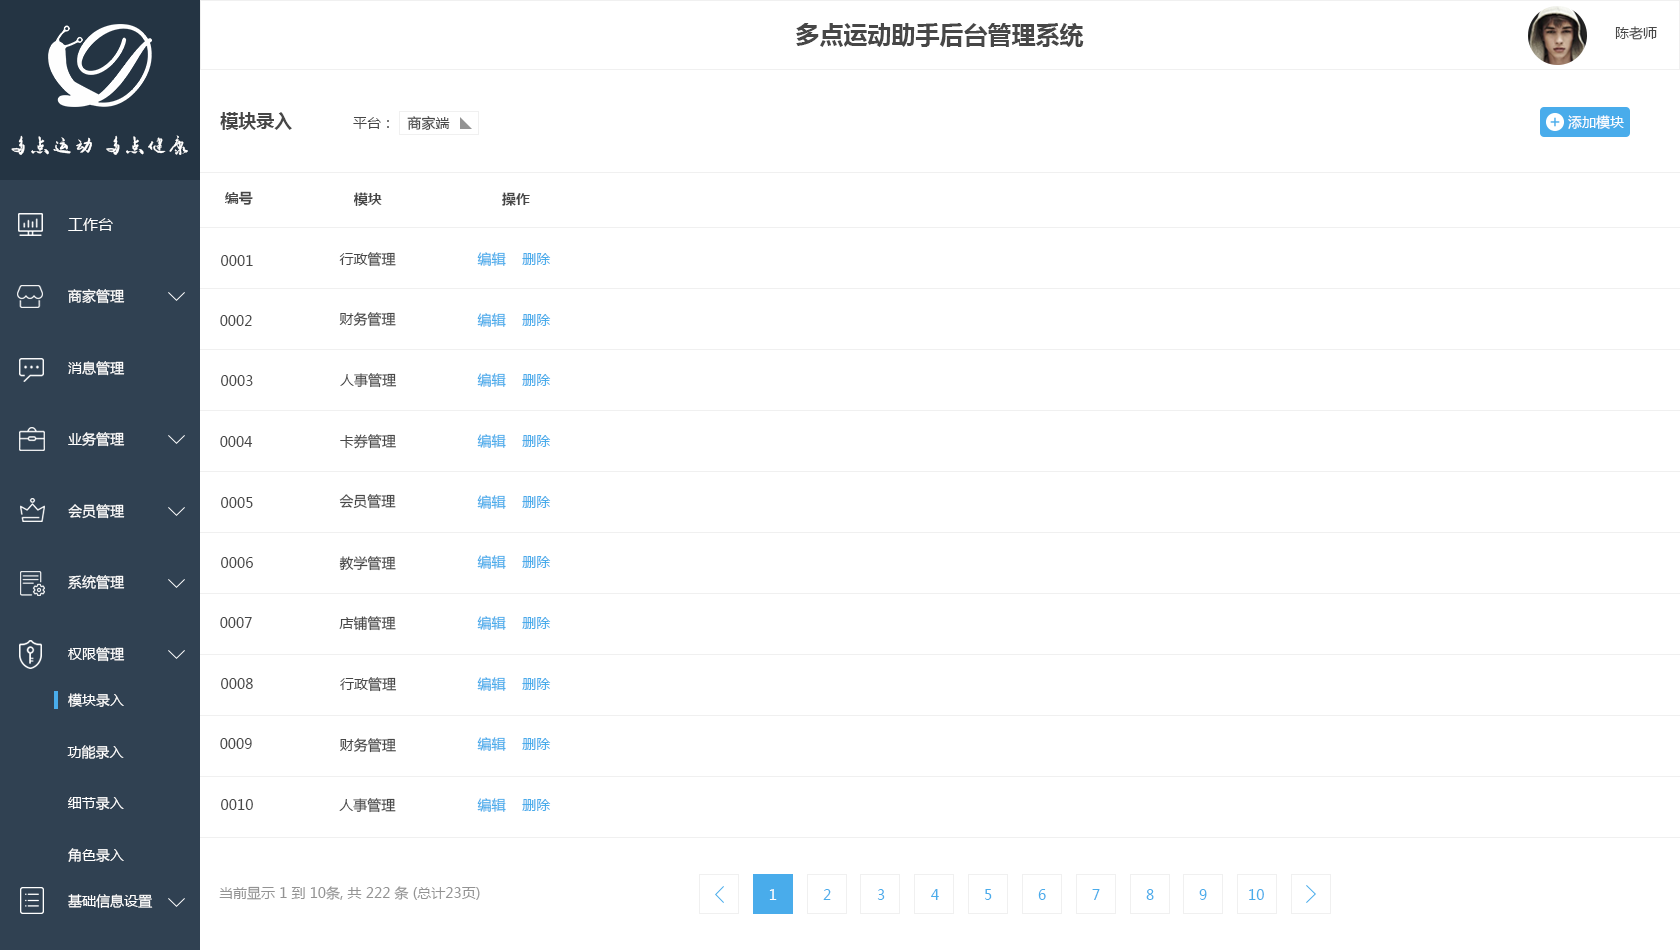 多点运动 多点健康
工作台
商家管理
消息管理
业务管理
会员管理
系统管理
权限管理
模块录入
功能录入
细节录入
角色录入
基础信息设置
多点运动助手后台管理系统
陈老师
模块录入 平台： 商家端 添加模块
编号 模块 操作
0001 行政管理 编辑 删除
0002 财务管理 编辑 删除
0003 人事管理 编辑 删除
0004 卡券管理 编辑 删除
0005 会员管理 编辑 删除
0006 教学管理 编辑 删除
0007 店铺管理 编辑 删除
0008 行政管理 编辑 删除
0009 财务管理 编辑 删除
0010 人事管理 编辑 删除
当前显示 1 到 10条, 共 222 条 (总计23页) 1 2 3 4 5 6 7 8 9 10